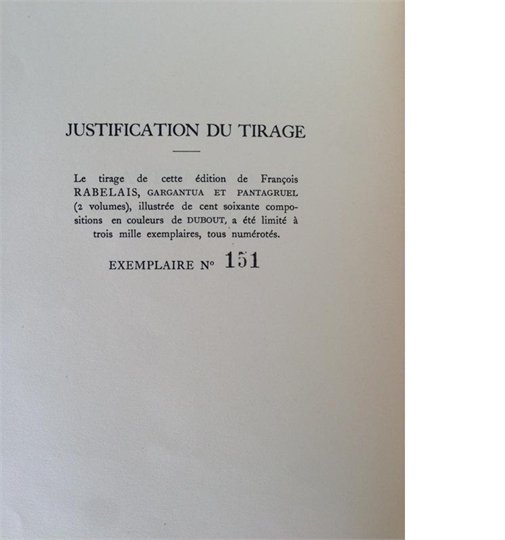 JUSTIFICATION DU TIRAGE
Le tirage de cette édition de François
RABELAIS, GARGANTUA ET PANTAGRUEL
(2 volumes), illustrée de cent soixante compo-
sitions en couleurs de DUBOUT, a été limité à
trois mille exemplaires, tous numérotés.
EXEMPLAIRE Nº 151